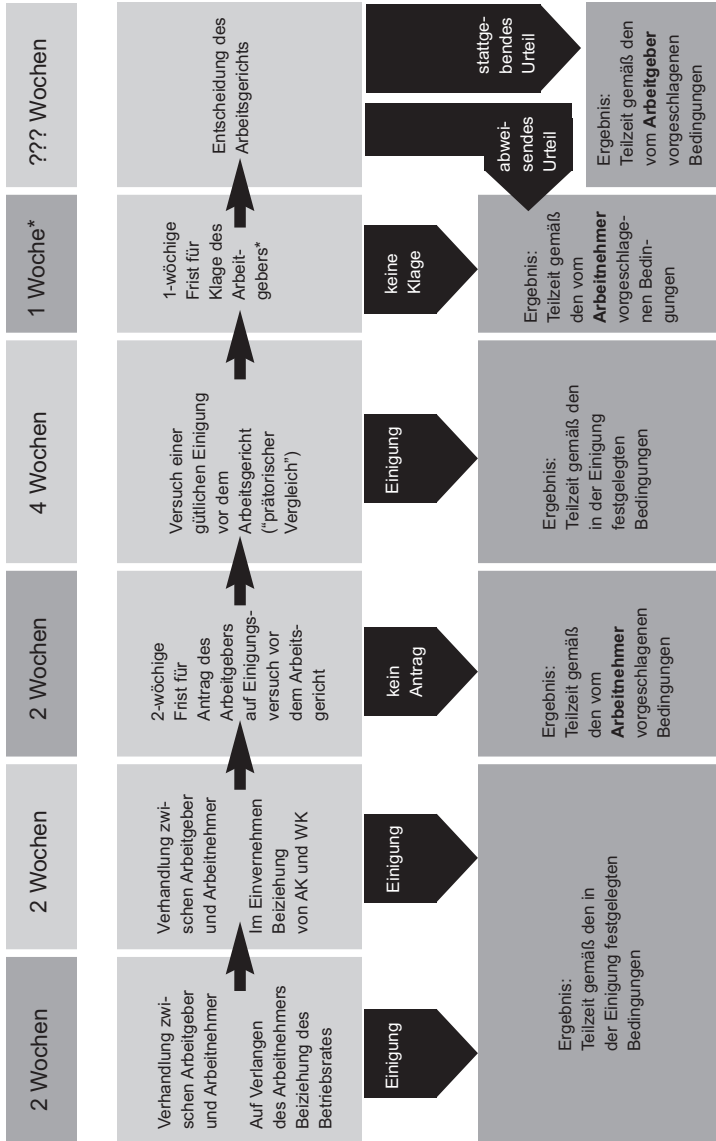 2 Wochen
2 Wochen
2 Wochen
4 Wochen
1 Woche*
??? Wochen
Verhandlung zwi-
schen Arbeitgeber
und Arbeitnehmer
Auf Verlangen
des Arbeitnehmers
Beiziehung des
Betriebsrates
Verhandlung zwi-
schen Arbeitgeber
und Arbeitnehmer
Im Einvernehmen
Beiziehung
von AK und WK
2-wöchige
Frist für
Antrag des
Arbeitgebers
auf Einigungs-
versuch vor
dem Arbeits-
gericht
Versuch einer
gütlichen Einigung
vor dem
Arbeitsgericht
(“prätorischer
Vergleich”)
1-wöchige
Frist für
Klage des
Arbeit-
gebers*
Entscheidung des
Arbeitsgerichts
Einigung
Einigung
kein
Antrag
Einigung
keine
Klage
abwei-
sendes
Urteil
stattge-
bendes
Urteil
Ergebnis:
Teilzeit gemäß den in
der Einigung festgelegten
Bedingungen
Ergebnis:
Teilzeit gemäß
den vom
Arbeitnehmer
vorgeschlagenen
Bedingungen
Ergebnis:
Teilzeit gemäß den
in der Einigung
festgelegten
Bedingungen
Ergebnis:
Teilzeit gemäß
den vom
Arbeitnehmer
vorgeschlage-
nen Bedin-
gungen
Ergebnis:
Teilzeit gemäß den
vom Arbeitgeber
vorgeschlagenen
Bedingungen